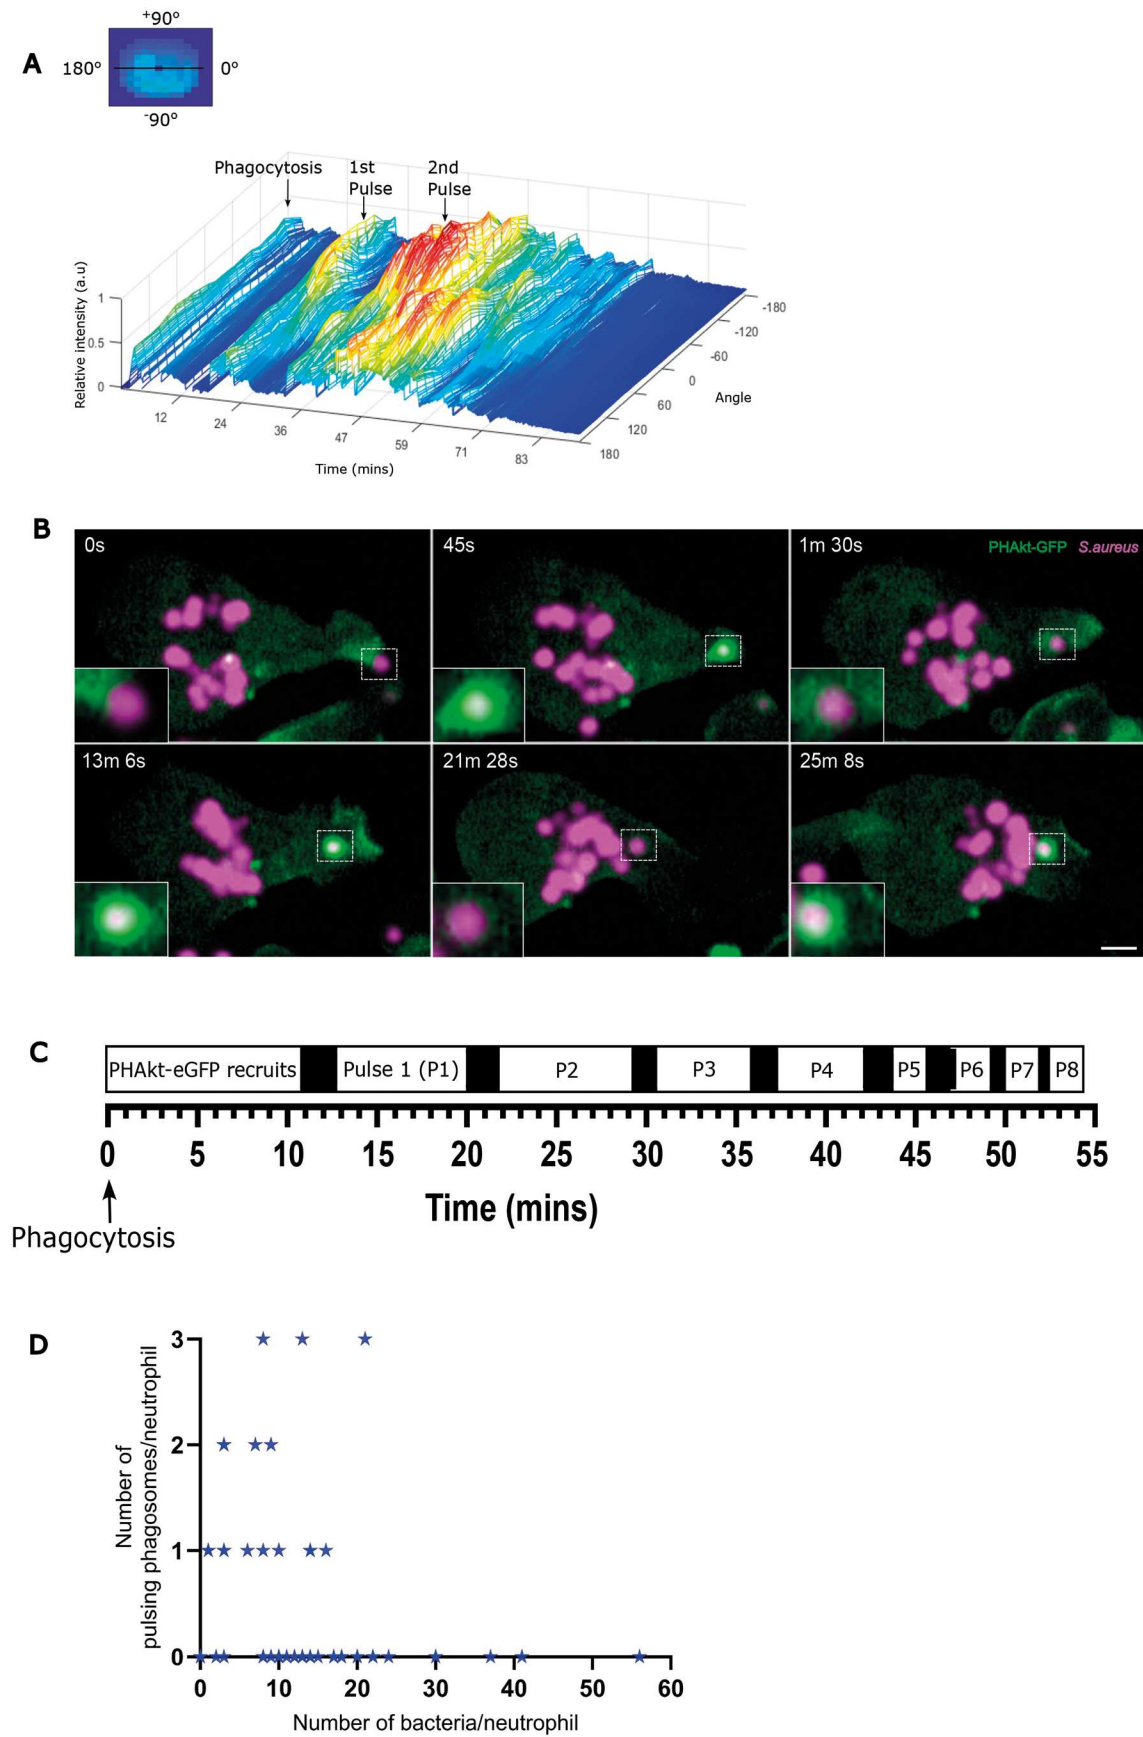 A
+90º
180º
0º
-90º
Phagocytosis
1st
Pulse
2nd
Pulse
Relative intensity (a.u)
1
0.5
0
12
24
36
47
59
71
83
Time (mins)
-180
-120
-60
0
60
120
180
Angle
B
0s
45s
1m 30s
PHAkt-GFP S.aureus
13m 6s
21m 28s
25m 8s
C
PHAkt-eGFP recruits
Pulse 1 (P1)
P2
P3
P4
P5
P6
P7
P8
0 5 10 15 20 25 30 35 40 45 50 55
Time (mins)
Phagocytosis
D
Number of
pulsing phagosomes/neutrophil
3
2
1
0
0 10 20 30 40 50 60
Number of bacteria/neutrophil